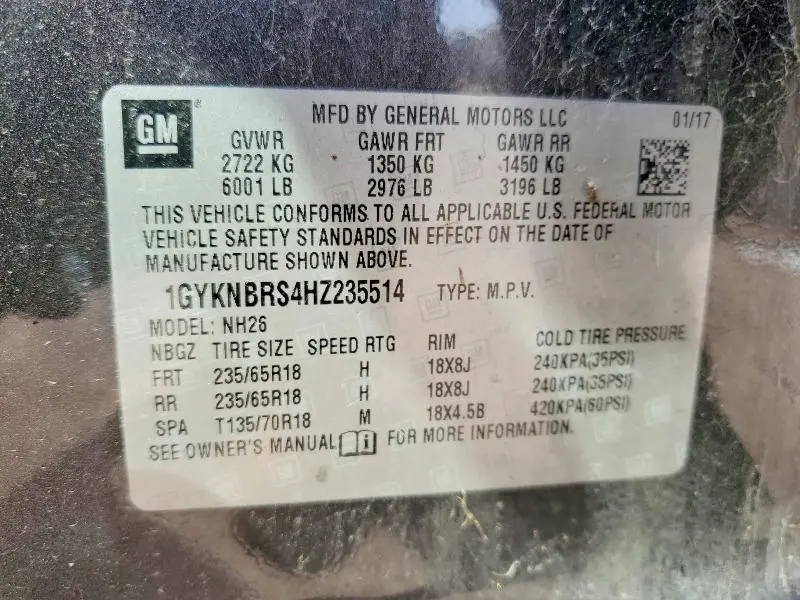 GM
MFD BY GENERAL MOTORS LLC 01/17
GVWR GAWR FRT GAWR RR
2722 KG 1350 KG 1450 KG
6001 LB 2976 LB 3196 LB
THIS VEHICLE CONFORMS TO ALL APPLICABLE U.S. FEDERAL MOTOR
VEHICLE SAFETY STANDARDS IN EFFECT ON THE DATE OF
MANUFACTURE SHOWN ABOVE.
1GYKNBRS4HZ235514 TYPE: M.P.V.
MODEL: NH26
NBGZ TIRE SIZE SPEED RTG RIM COLD TIRE PRESSURE
FRT 235/65R18 H 18X8J 240KPA(35PSI)
RR 235/65R18 H 18X8J 240KPA(35PSI)
SPA T135/70R18 M 18X4.5B 420KPA(60PSI)
SEE OWNER'S MANUAL FOR MORE INFORMATION.